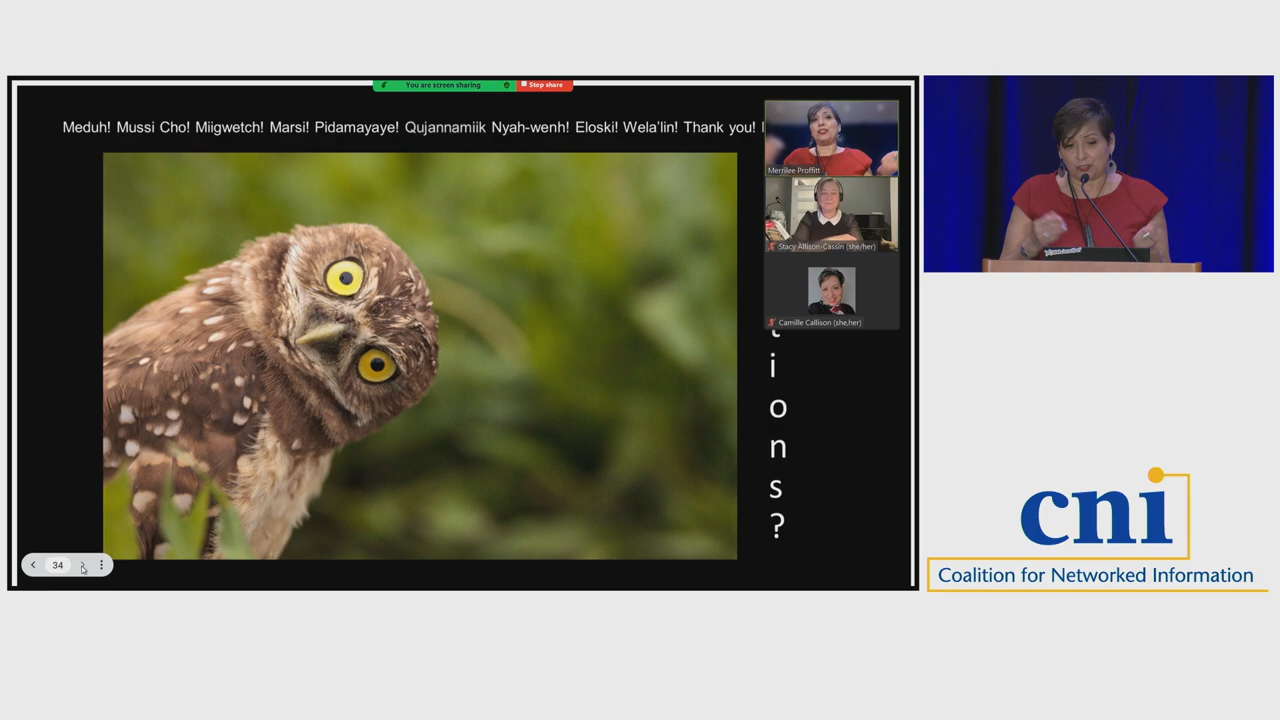 You are screen sharing
Stop share
Meduh! Mussi Cho! Miigwetch! Marsi! Pidamayaye! Qujannamiik Nyah-wenh! Eloski! Wela'lin! Thank you!
Merrilee Proffitt
Stacy Allison-Cassin (she/her)
Camille Callison (she,her)
t
i
o
n
s
?
34
cni
Coalition for Networked Information